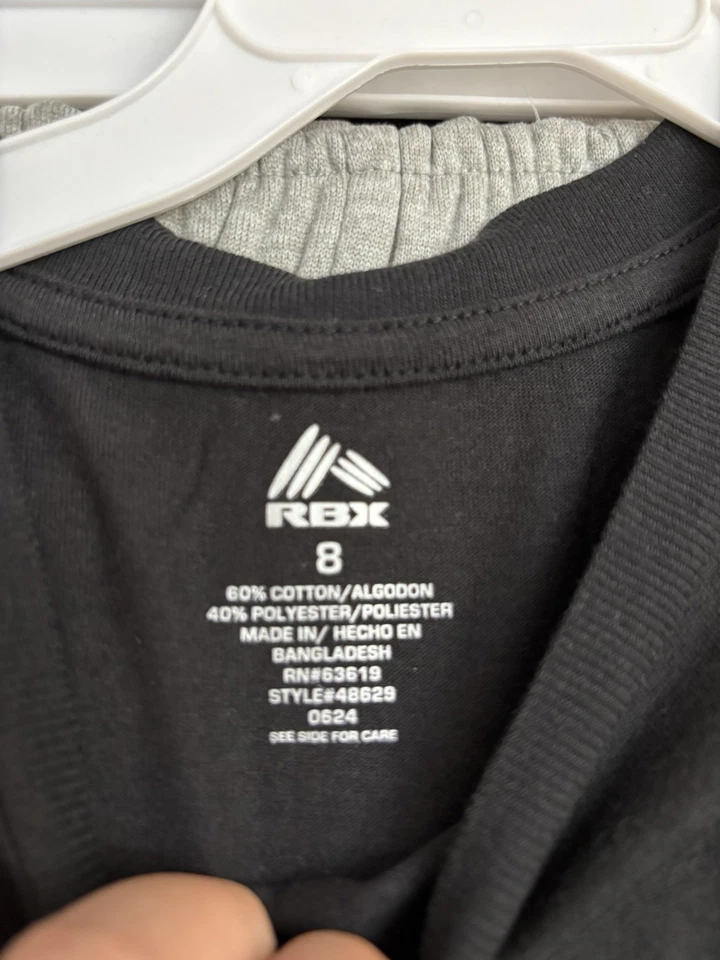 RBX
8
60% COTTON/ALGODON
40% POLYESTER/POLIESTER
MADE IN/ HECHO EN
BANGLADESH
RN#63619
STYLE#48629
0624
SEE SIDE FOR CARE